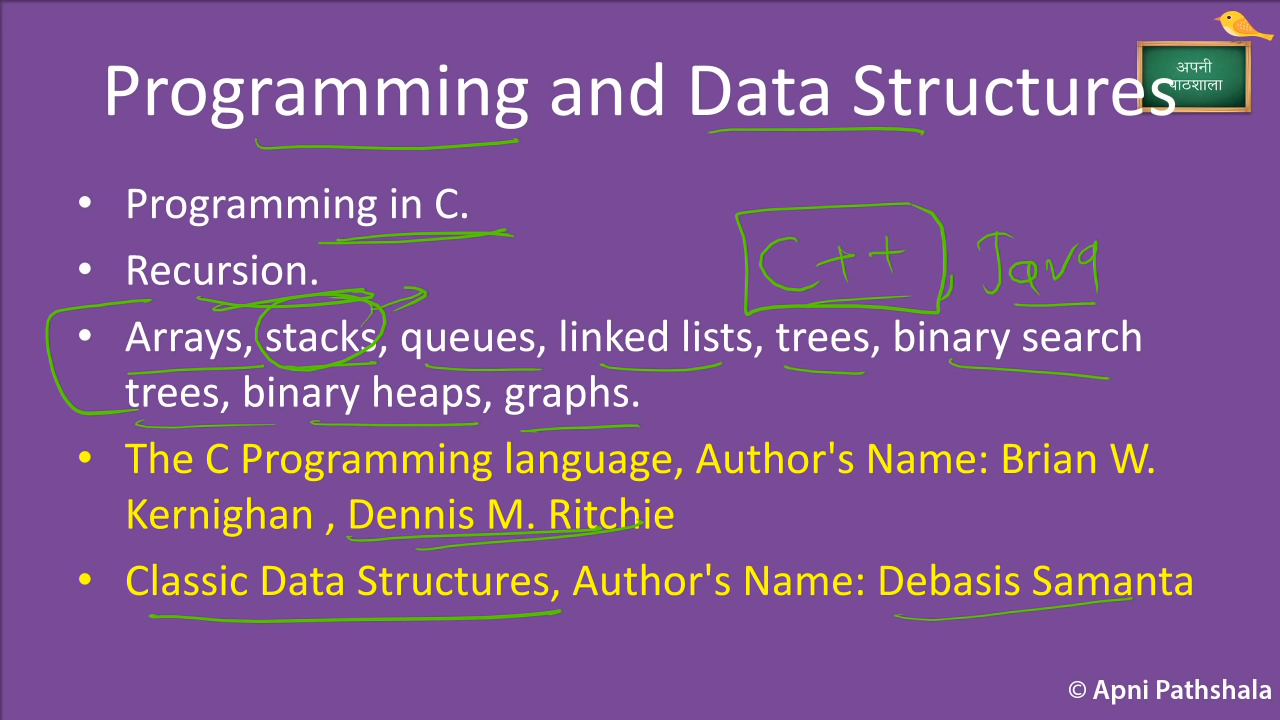 अपनी
पाठशाला
Programming and Data Structures
• Programming in C.
• Recursion.
C++, Java
• Arrays, stacks, queues, linked lists, trees, binary search
trees, binary heaps, graphs.
• The C Programming language, Author's Name: Brian W.
Kernighan , Dennis M. Ritchie
• Classic Data Structures, Author's Name: Debasis Samanta
© Apni Pathshala